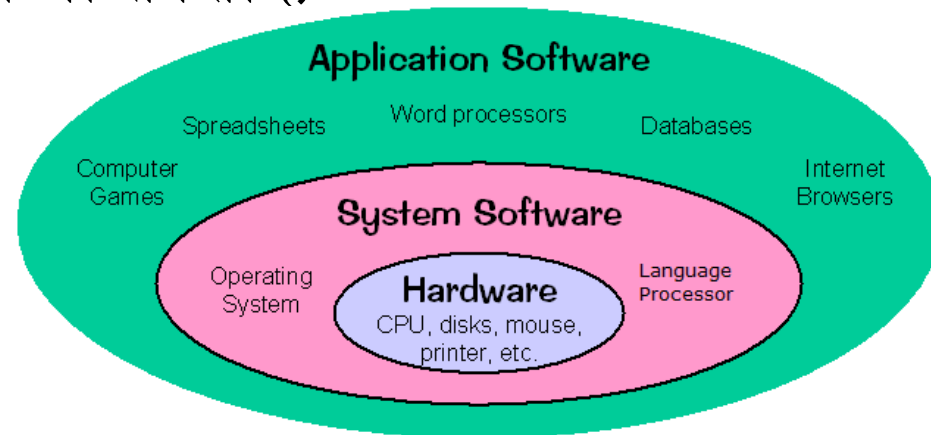 Application Software
Spreadsheets
Word processors
Databases
Computer
Games
Internet
Browsers
System Software
Operating
System
Language
Processor
Hardware
CPU, disks, mouse,
printer, etc.